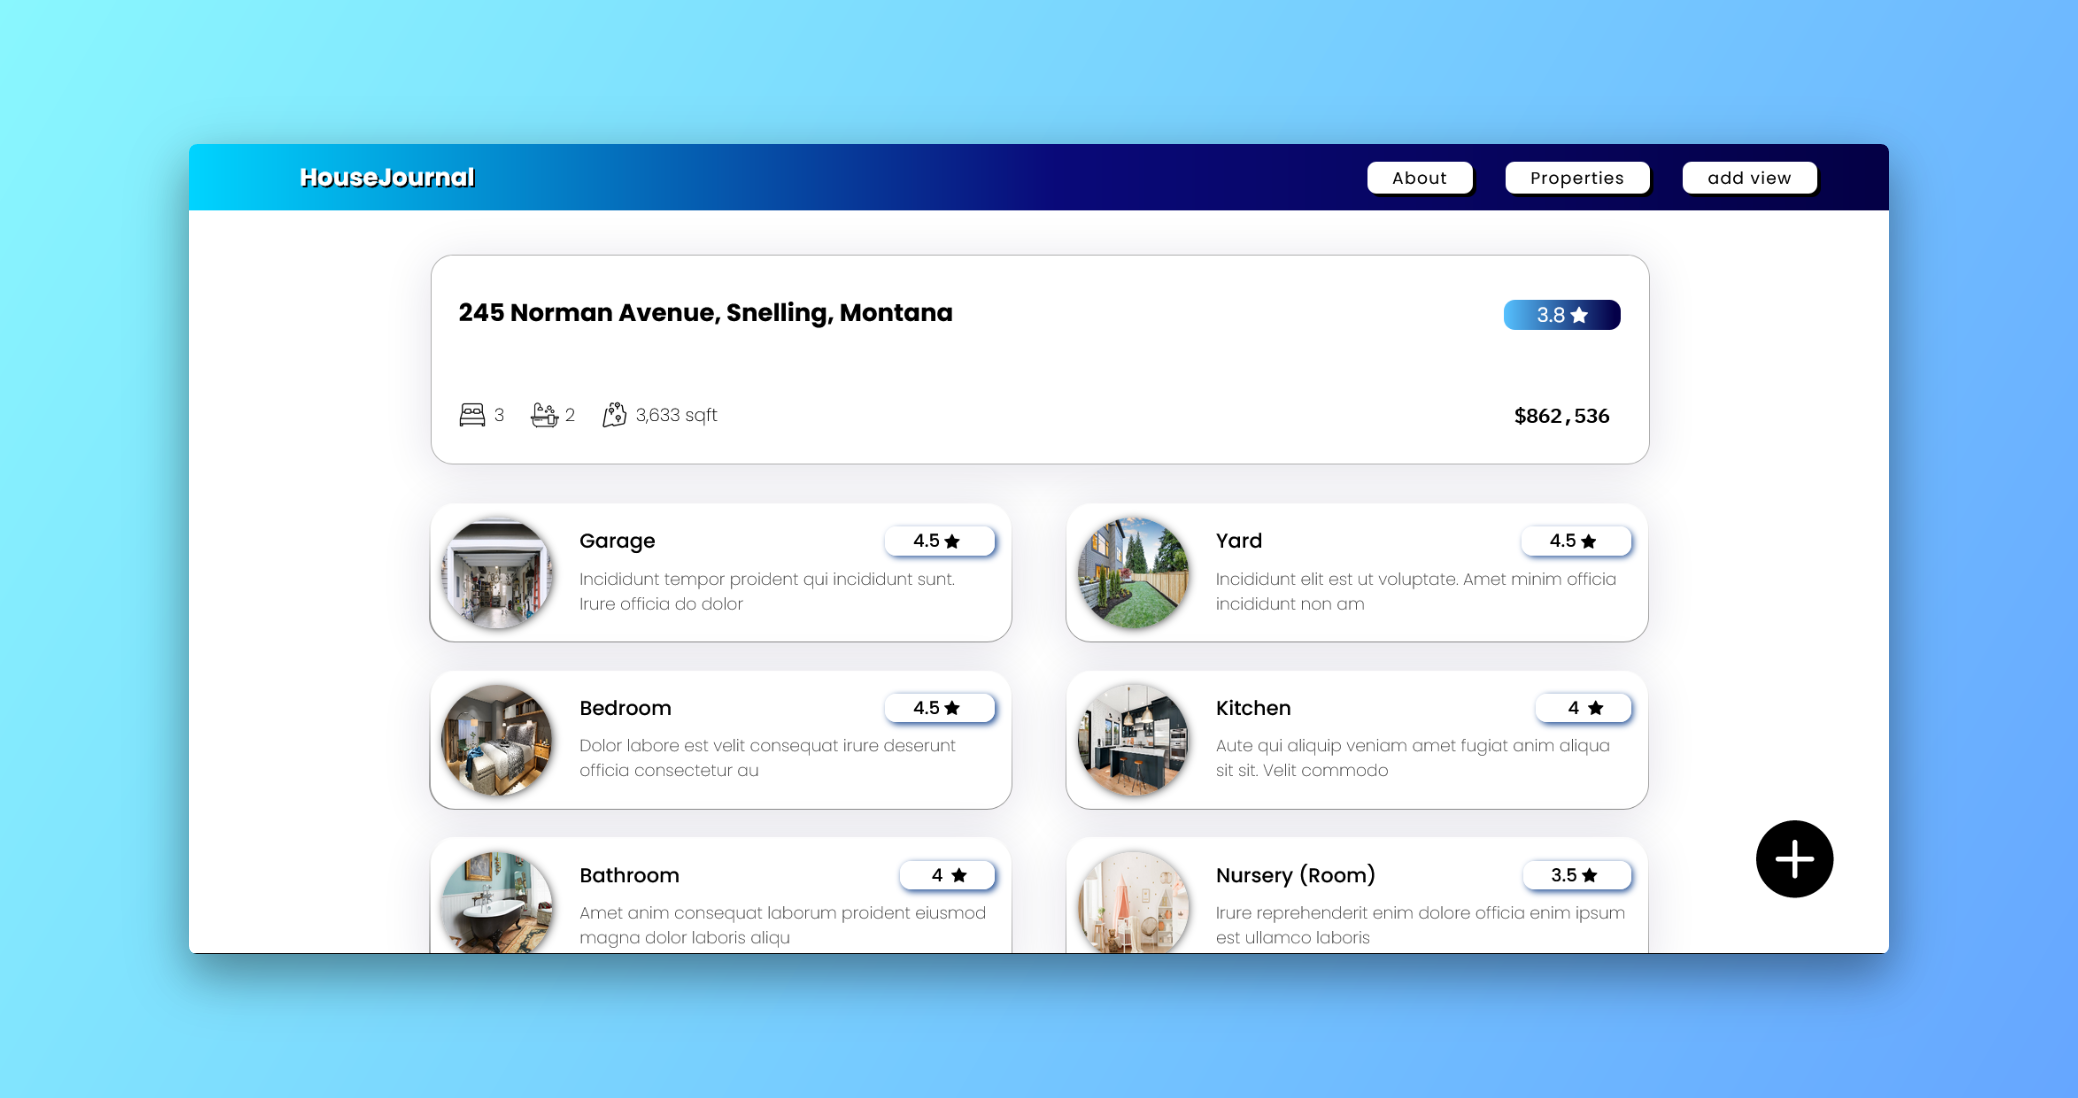 HouseJournal
About
Properties
add view
245 Norman Avenue, Snelling, Montana
3.8
3
2
3,633 sqft
$862,536
Garage
4.5
Incididunt tempor proident qui incididunt sunt.
Irure officia do dolor
Yard
4.5
Incididunt elit est ut voluptate. Amet minim officia
incididunt non am
Bedroom
4.5
Dolor labore est velit consequat irure deserunt
officia consectetur au
Kitchen
4
Aute qui aliquip veniam amet fugiat anim aliqua
sit sit. Velit commodo
Bathroom
4
Amet anim consequat laborum proident eiusmod
magna dolor laboris aliqu
Nursery (Room)
3.5
Irure reprehenderit enim dolore officia enim ipsum
est ullamco laboris